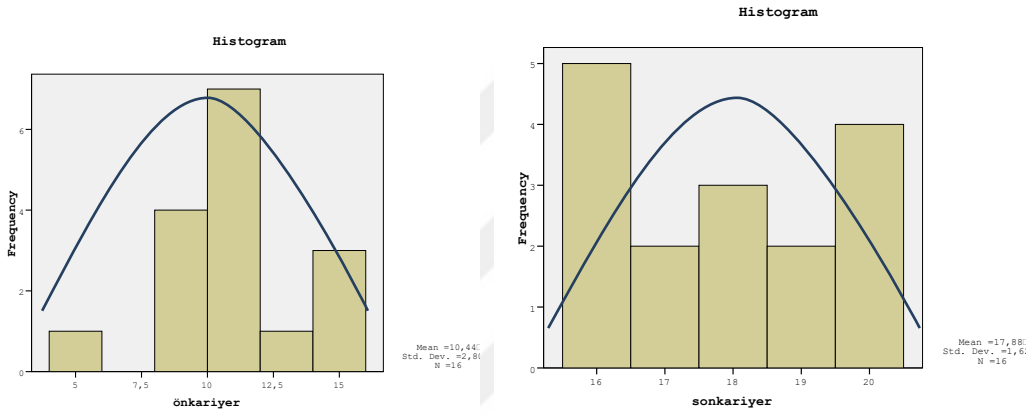 Histogram
Frequency
6
4
2
0
5 7,5 10 12,5 15
önkariyer
Mean =10,44
Std. Dev. =2,8
N =16
Histogram
Frequency
5
4
3
2
1
0
16 17 18 19 20
sonkariyer
Mean =17,88
Std. Dev. =1,6
N =16